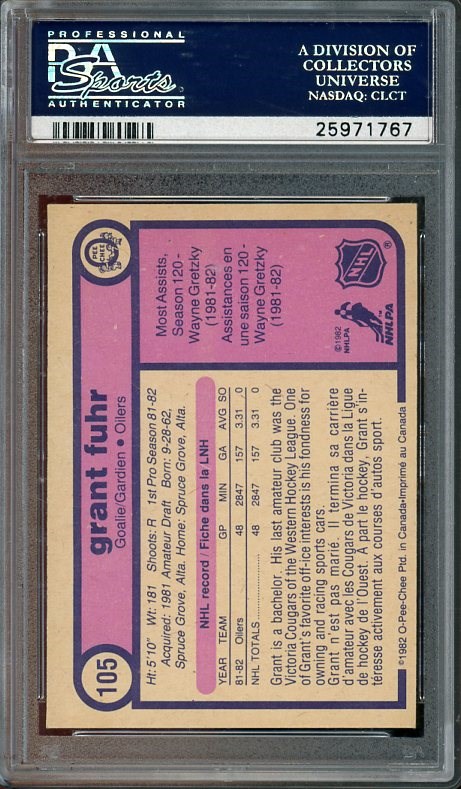 PROFESSIONAL
PSA
Sports
AUTHENTICATOR
A DIVISION OF
COLLECTORS
UNIVERSE
NASDAQ: CLCT
25971767
105
grant fuhr
Goalie/Gardien • Oilers
O PEE CHEE
Ht: 5'10" Wt: 181 Shoots: R 1st Pro Season 81-82
Acquired: 1981 Amateur Draft Born: 9-28-62,
Spruce Grove, Alta. Home: Spruce Grove, Alta.
NHL record / Fiche dans la LNH
YEAR TEAM GP MIN GA AVG SO
81-82 Oilers 48 2847 157 3.31 0
NHL TOTALS 48 2847 157 3.31 0
Grant is a bachelor. His last amateur club was the
Victoria Cougars of the Western Hockey League. One
of Grant's favorite off-ice interests is his fondness for
owning and racing sports cars.
Grant n'est pas marié. Il termina sa carrière
d'amateur avec les Cougars de Victoria dans la Ligue
de hockey de l'Ouest. A part le hockey, Grant s'in-
téresse activement aux courses d'autos sport.
Most Assists,
Season 120 -
Wayne Gretzky
(1981-82)
Assistances en
une saison 120 -
Wayne Gretzky
(1981-82)
©1982
NHLPA
NHLPA
TM
NHL
®
©1982 O-Pee-Chee Ptd. in Canada•Imprimé au Canada